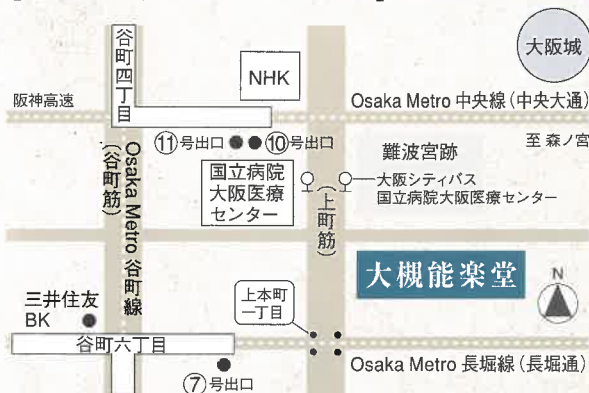 大阪城
谷町四丁目
NHK
阪神高速
Osaka Metro 中央線(中央大通)
⑪号出口
⑩号出口
至 森ノ宮
難波宮跡
国立病院
大阪医療
センター
大阪シティバス
国立病院大阪医療センター
Osaka Metro 谷町線
(谷町筋)
(上町筋)
大槻能楽堂
N
三井住友
BK
上本町
一丁目
谷町六丁目
Osaka Metro 長堀線(長堀通)
⑦号出口